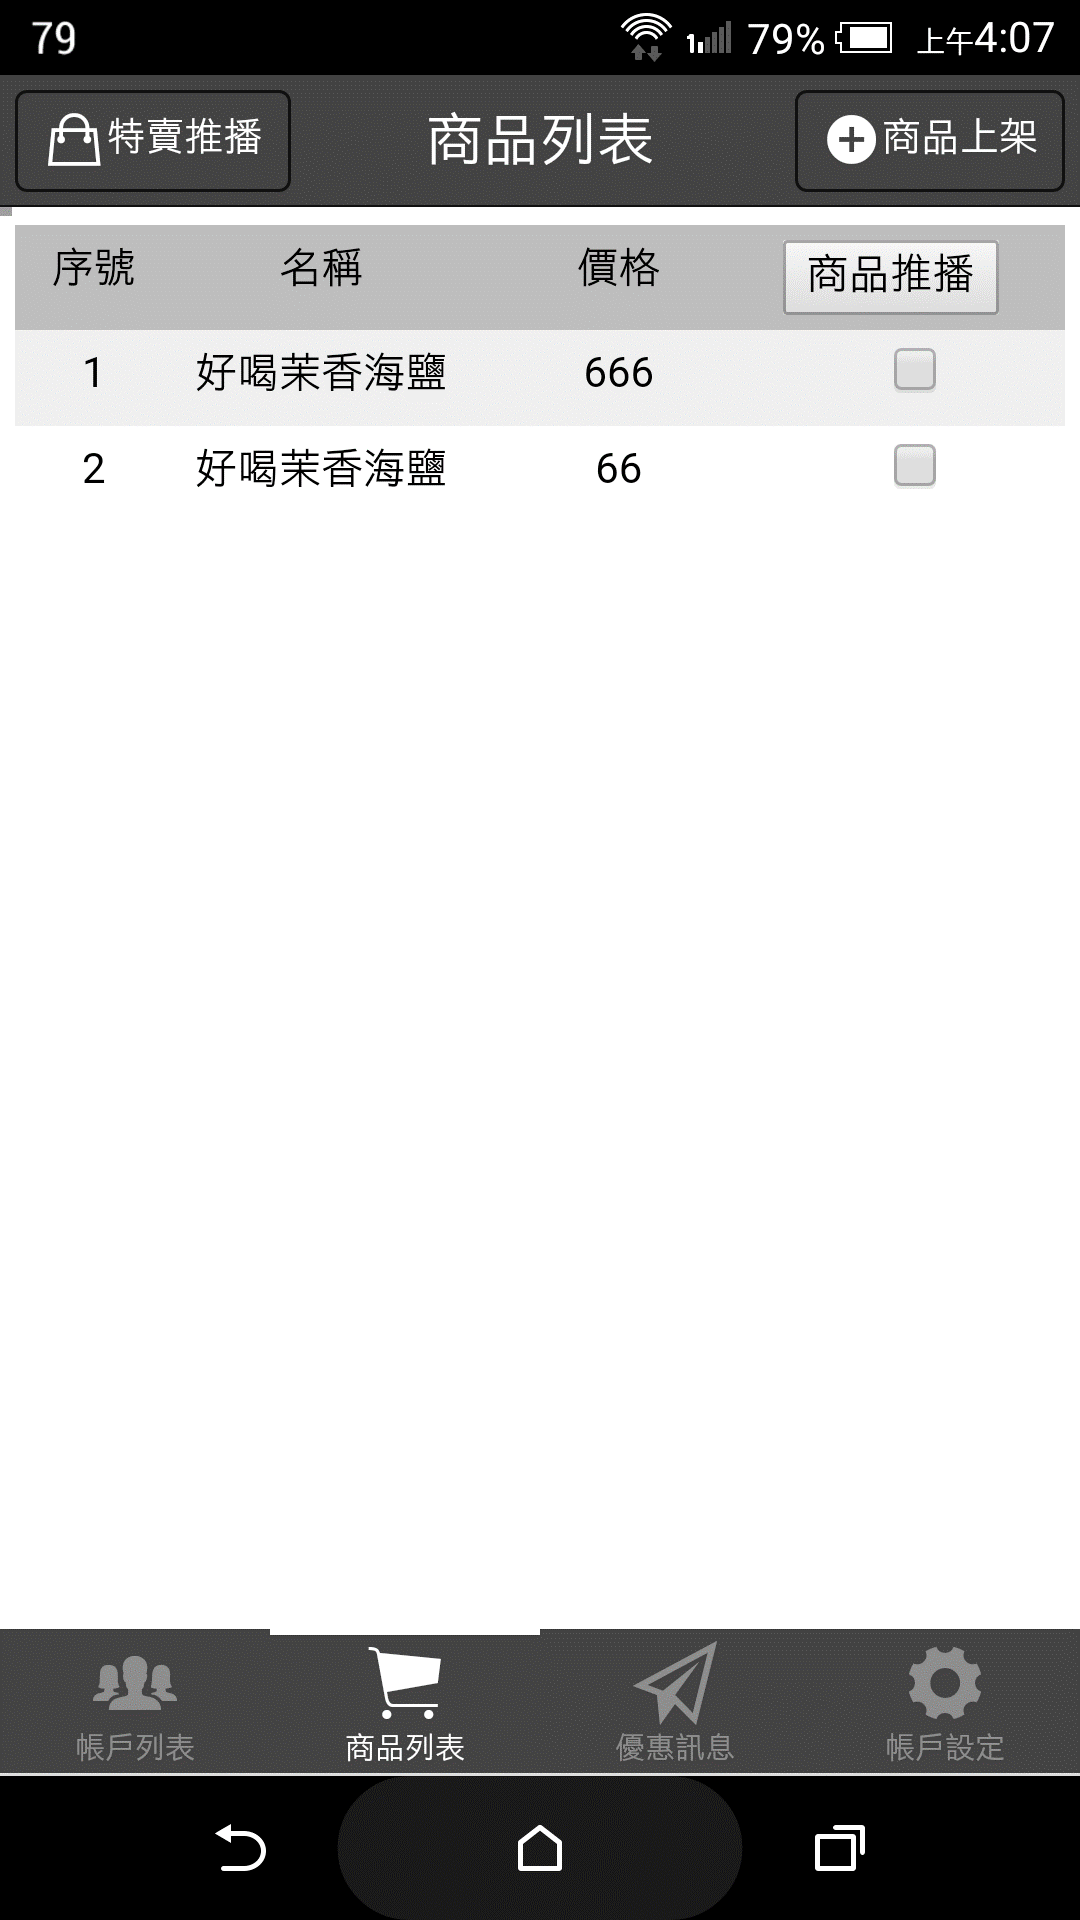 79 79% 上午4:07
特賣推播 商品列表 商品上架
序號 名稱 價格 商品推播
1 好喝茉香海鹽 666
2 好喝茉香海鹽 66
帳戶列表 商品列表 優惠訊息 帳戶設定